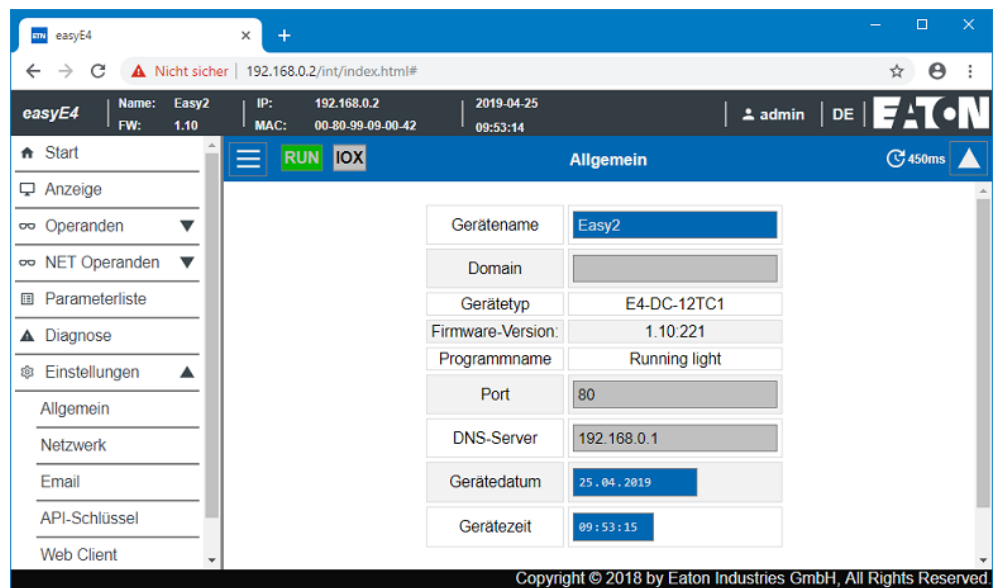 ETN easyE4
Nicht sicher 192.168.0.2/int/index.html#
easyE4 Name: Easy2 IP: 192.168.0.2 2019-04-25 admin DE EATON
FW: 1.10 MAC: 00-80-99-09-00-42 09:53:14
Start
RUN IOX Allgemein 450ms
Anzeige
Operanden
NET Operanden
Parameterliste
Diagnose
Einstellungen
Allgemein
Netzwerk
Email
API-Schlüssel
Web Client
Gerätename Easy2
Domain
Gerätetyp E4-DC-12TC1
Firmware-Version: 1.10:221
Programmname Running light
Port 80
DNS-Server 192.168.0.1
Gerätedatum 25.04.2019
Gerätezeit 09:53:15
Copyright © 2018 by Eaton Industries GmbH, All Rights Reserved